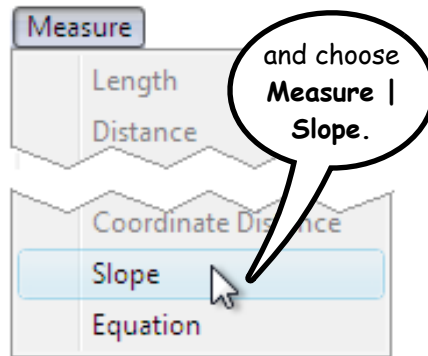 Measure
Length
Distance
and choose
Measure |
Slope.
Coordinate Distance
Slope
Equation